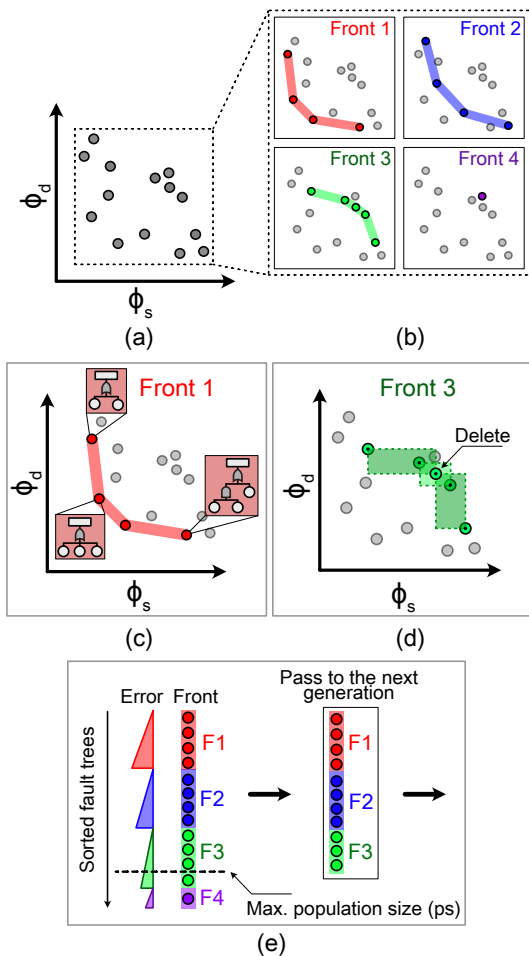 Front 1
Front 2
Front 3
Front 4
ϕd
ϕs
(a)
(b)
Front 1
ϕd
ϕs
(c)
Front 3
Delete
ϕd
ϕs
(d)
Pass to the next
generation
Error
Front
Sorted fault trees
F1
F2
F3
F4
F1
F2
F3
Max. population size (ps)
(e)